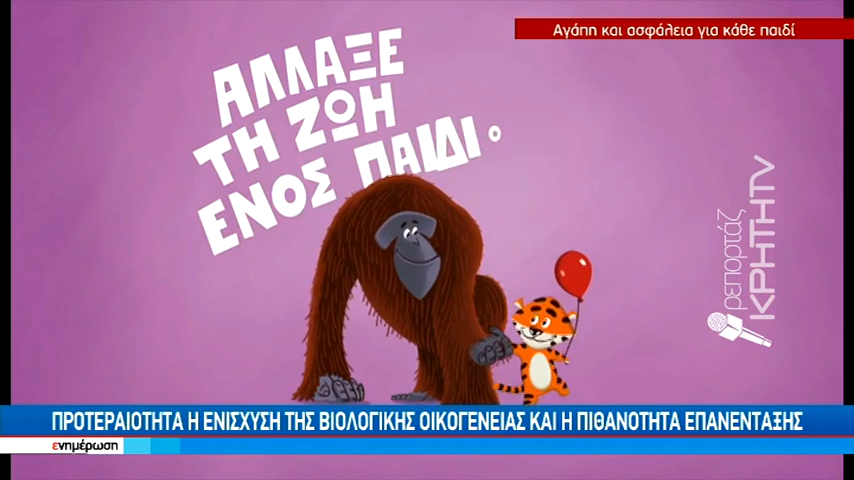 Αγάπη και ασφάλεια για κάθε παιδί
ΑΛΛΑΞΕ
ΤΗ ΖΩΗ
ΕΝΟΣ ΠΑΙΔΙΟ
ρεπορτάζ
ΚΡΗΤΗTV
ΠΡΟΤΕΡΑΙΟΤΗΤΑ Η ΕΝΙΣΧΥΣΗ ΤΗΣ ΒΙΟΛΟΓΙΚΗΣ ΟΙΚΟΓΕΝΕΙΑΣ ΚΑΙ Η ΠΙΘΑΝΟΤΗΤΑ ΕΠΑΝΕΝΤΑΞΗΣ
ενημέρωση